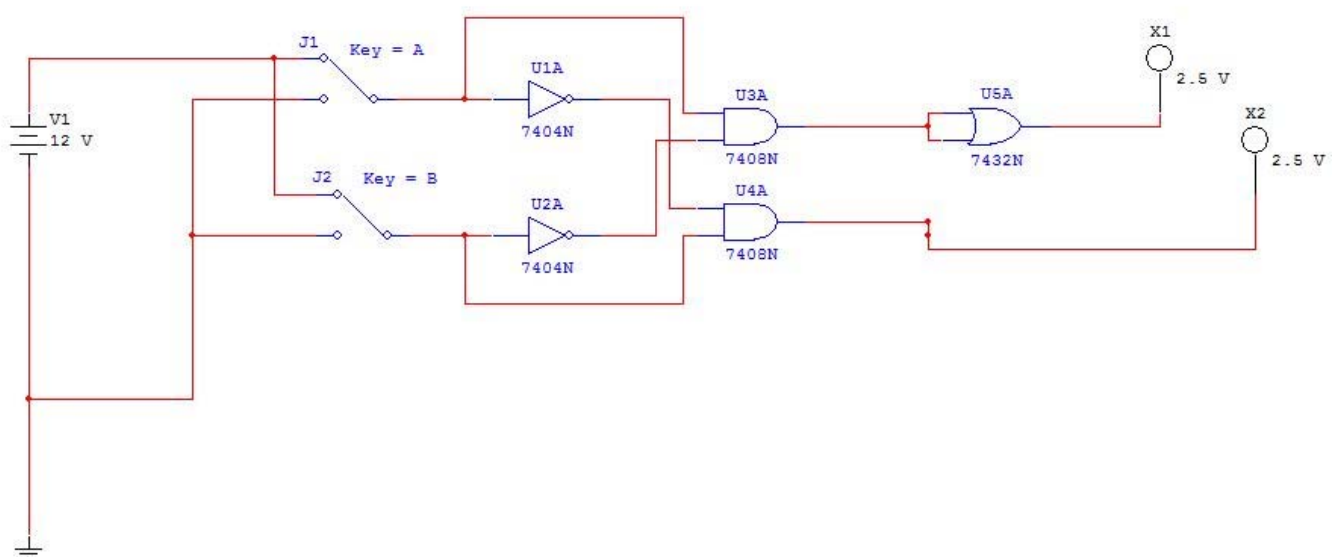 X1
2.5 V
J1
Key = A
U1A
7404N
U3A
7408N
U5A
7432N
X2
2.5 V
V1
12 V
J2
Key = B
U2A
7404N
U4A
7408N